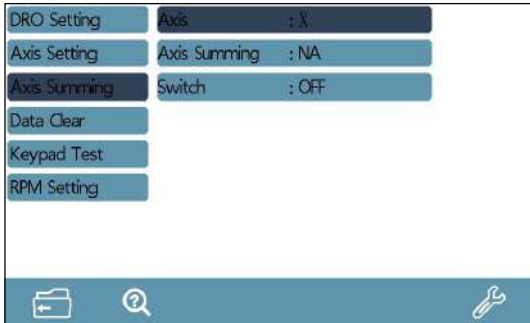 DRO Setting
Axis : X
Axis Setting
Axis Summing : NA
Axis Summing
Switch : OFF
Data Clear
Keypad Test
RPM Setting